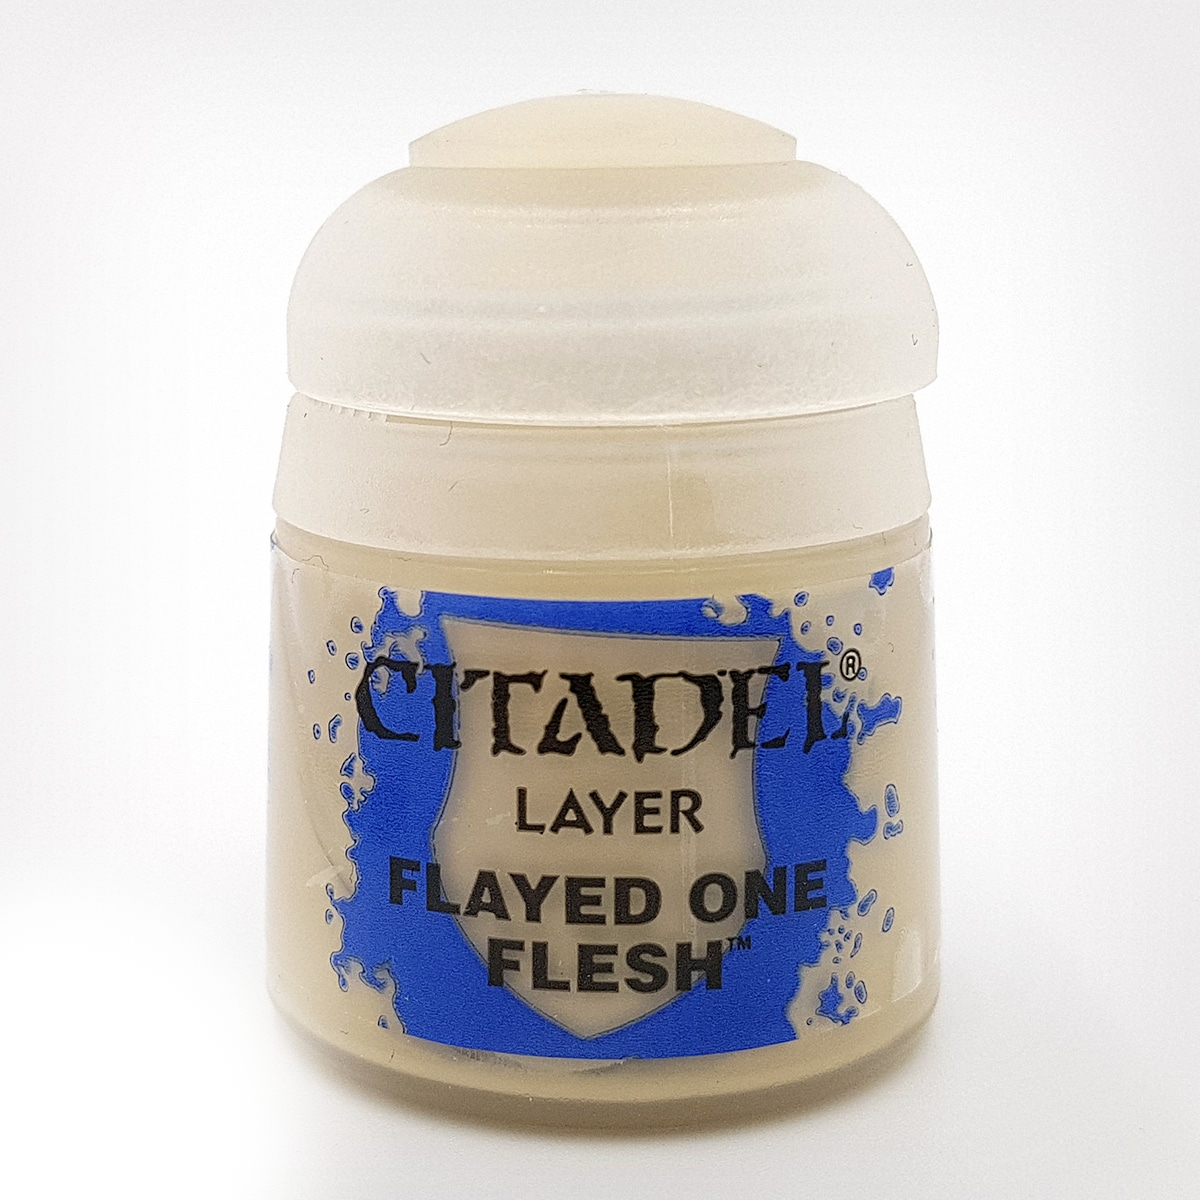 CITADEL®
LAYER
FLAYED ONE
FLESH™